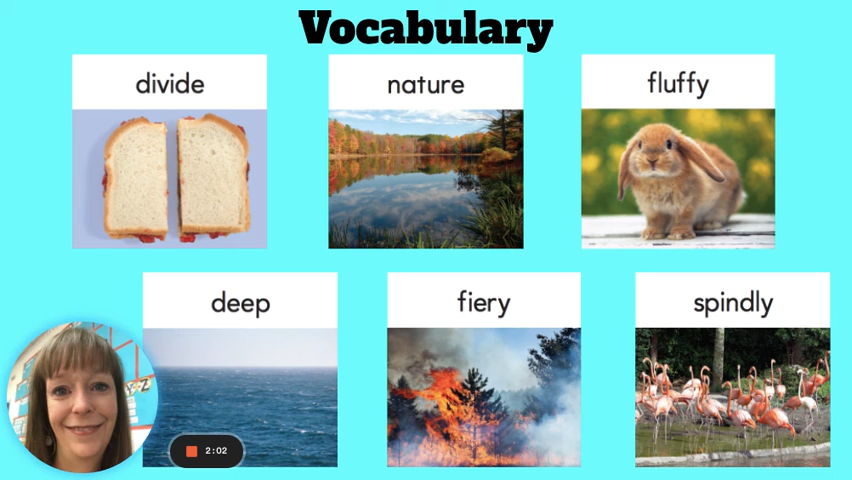 Vocabulary
divide
nature
fluffy
deep
fiery
spindly
2:02